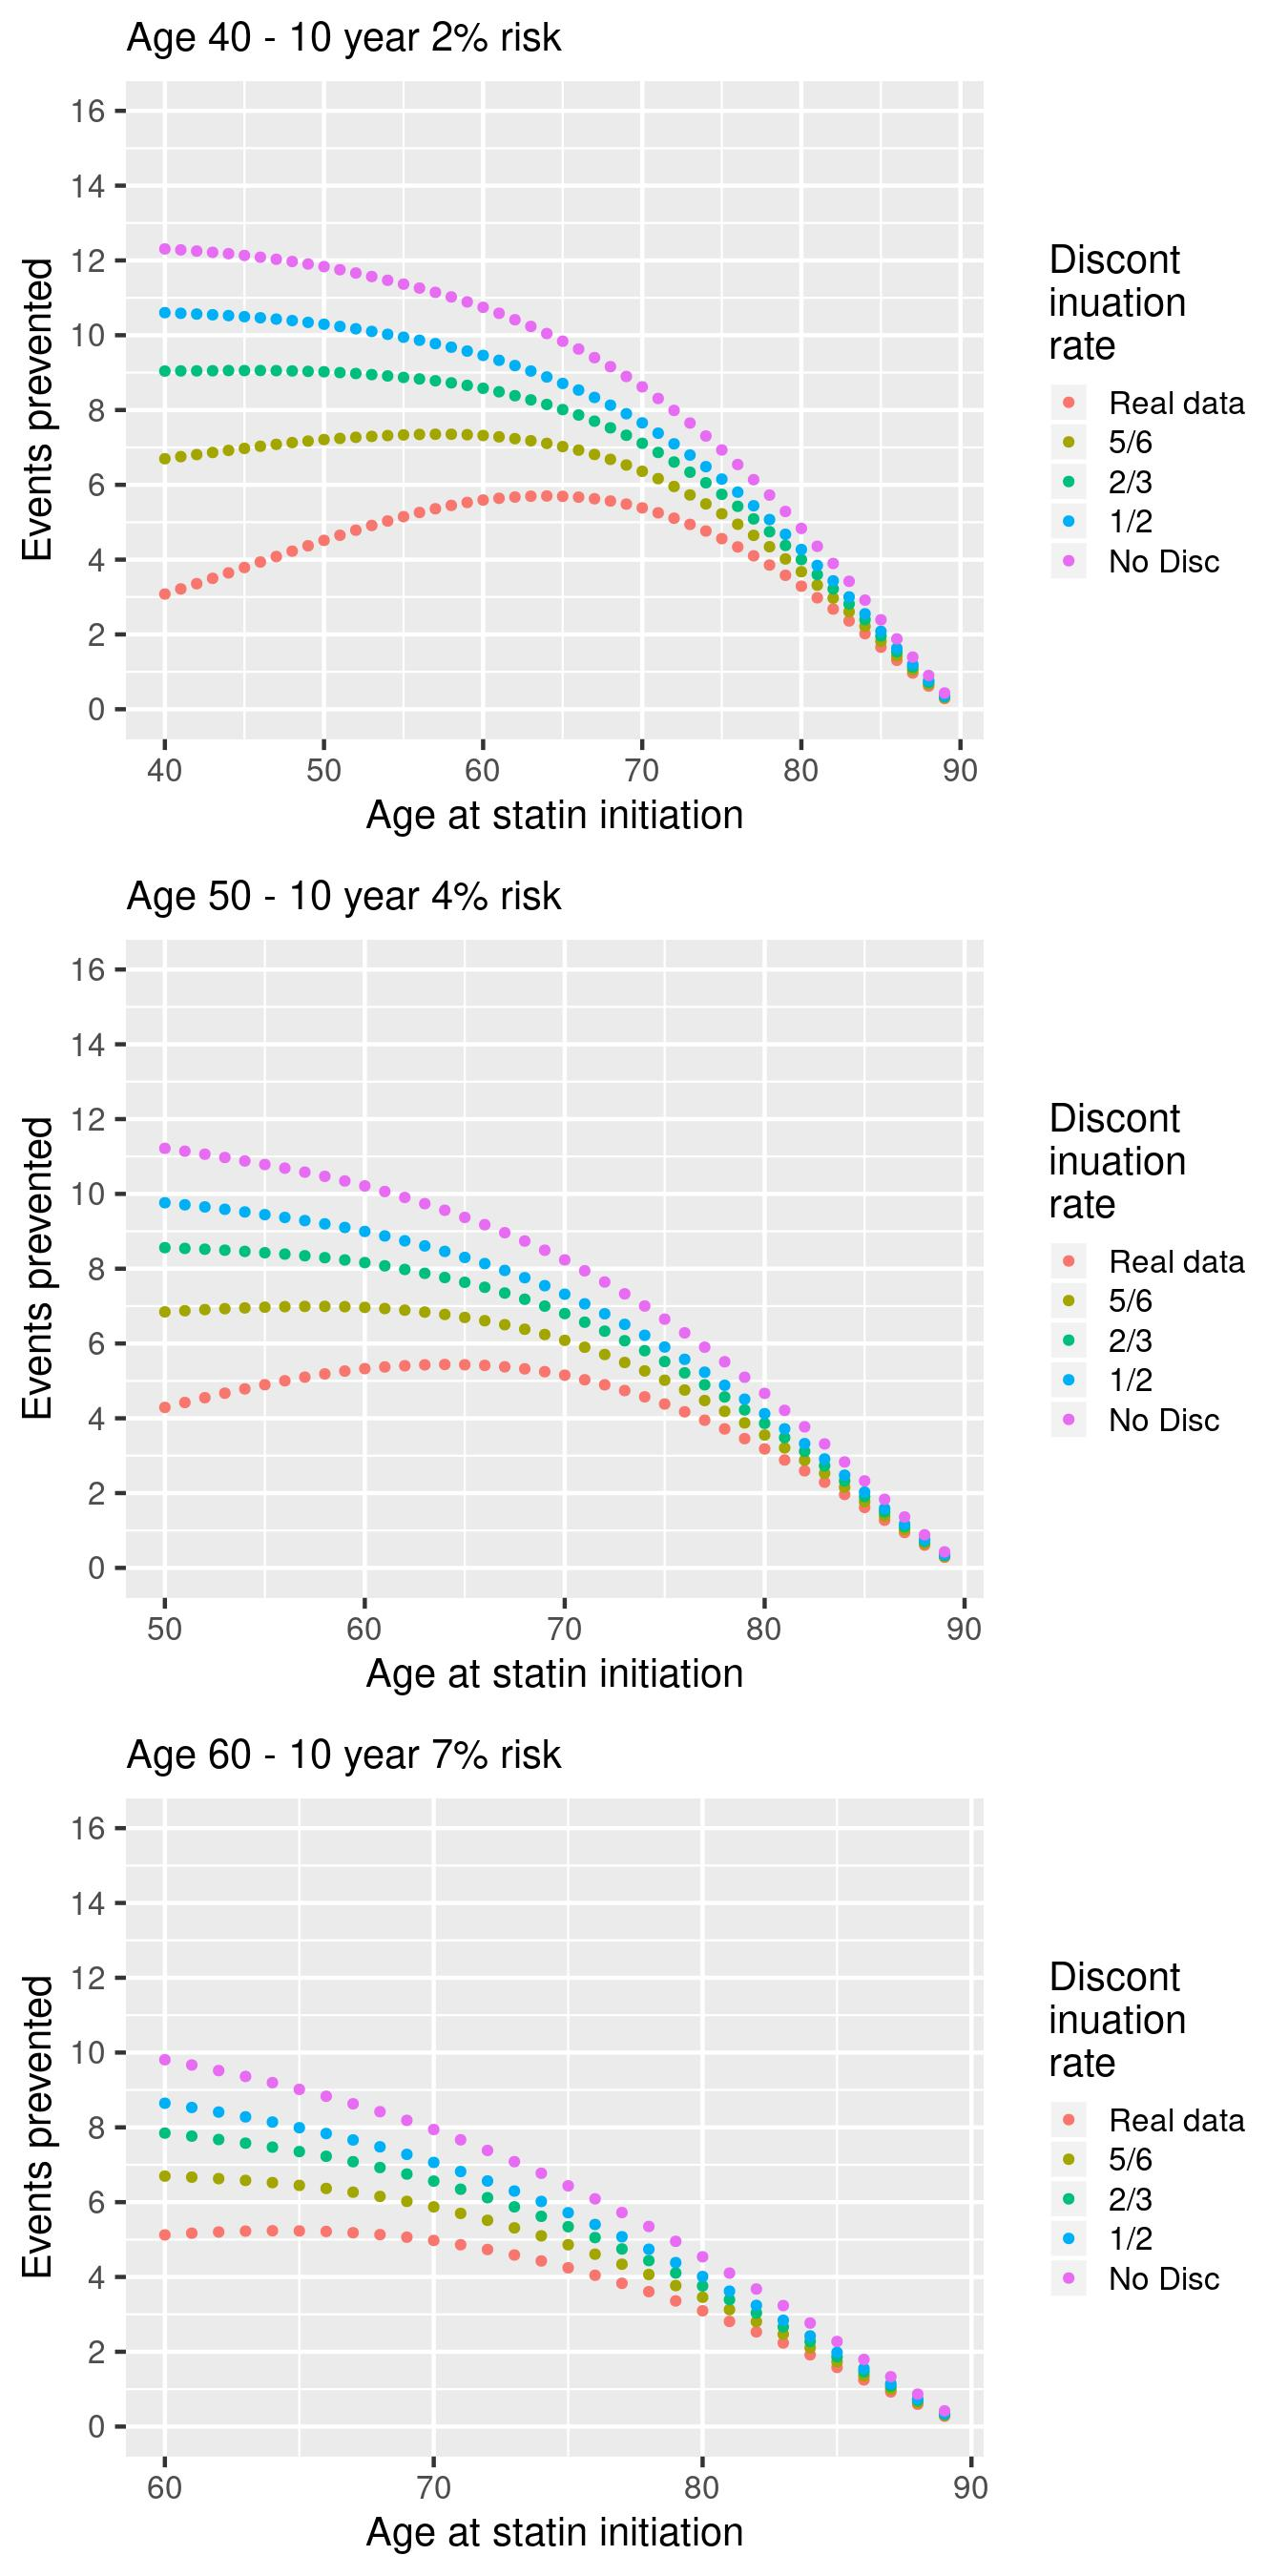 Age 40 - 10 year 2% risk
16
14
12
10
8
6
4
2
0
Events prevented
40 50 60 70 80 90
Age at statin initiation
Discont
inuation
rate
Real data
5/6
2/3
1/2
No Disc
Age 50 - 10 year 4% risk
16
14
12
10
8
6
4
2
0
Events prevented
50 60 70 80 90
Age at statin initiation
Discont
inuation
rate
Real data
5/6
2/3
1/2
No Disc
Age 60 - 10 year 7% risk
16
14
12
10
8
6
4
2
0
Events prevented
60 70 80 90
Age at statin initiation
Discont
inuation
rate
Real data
5/6
2/3
1/2
No Disc